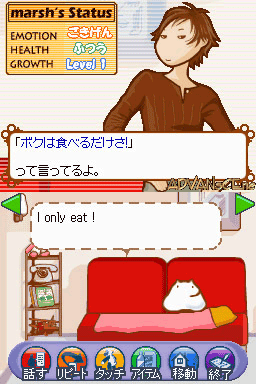 marsh's Status
EMOTION ごきげん
HEALTH ふつう
GROWTH Level 1
「ボクは食べるだけさ!」
って言ってるよ。
I only eat !
話す リピート タッチ アイテム 移動 終了